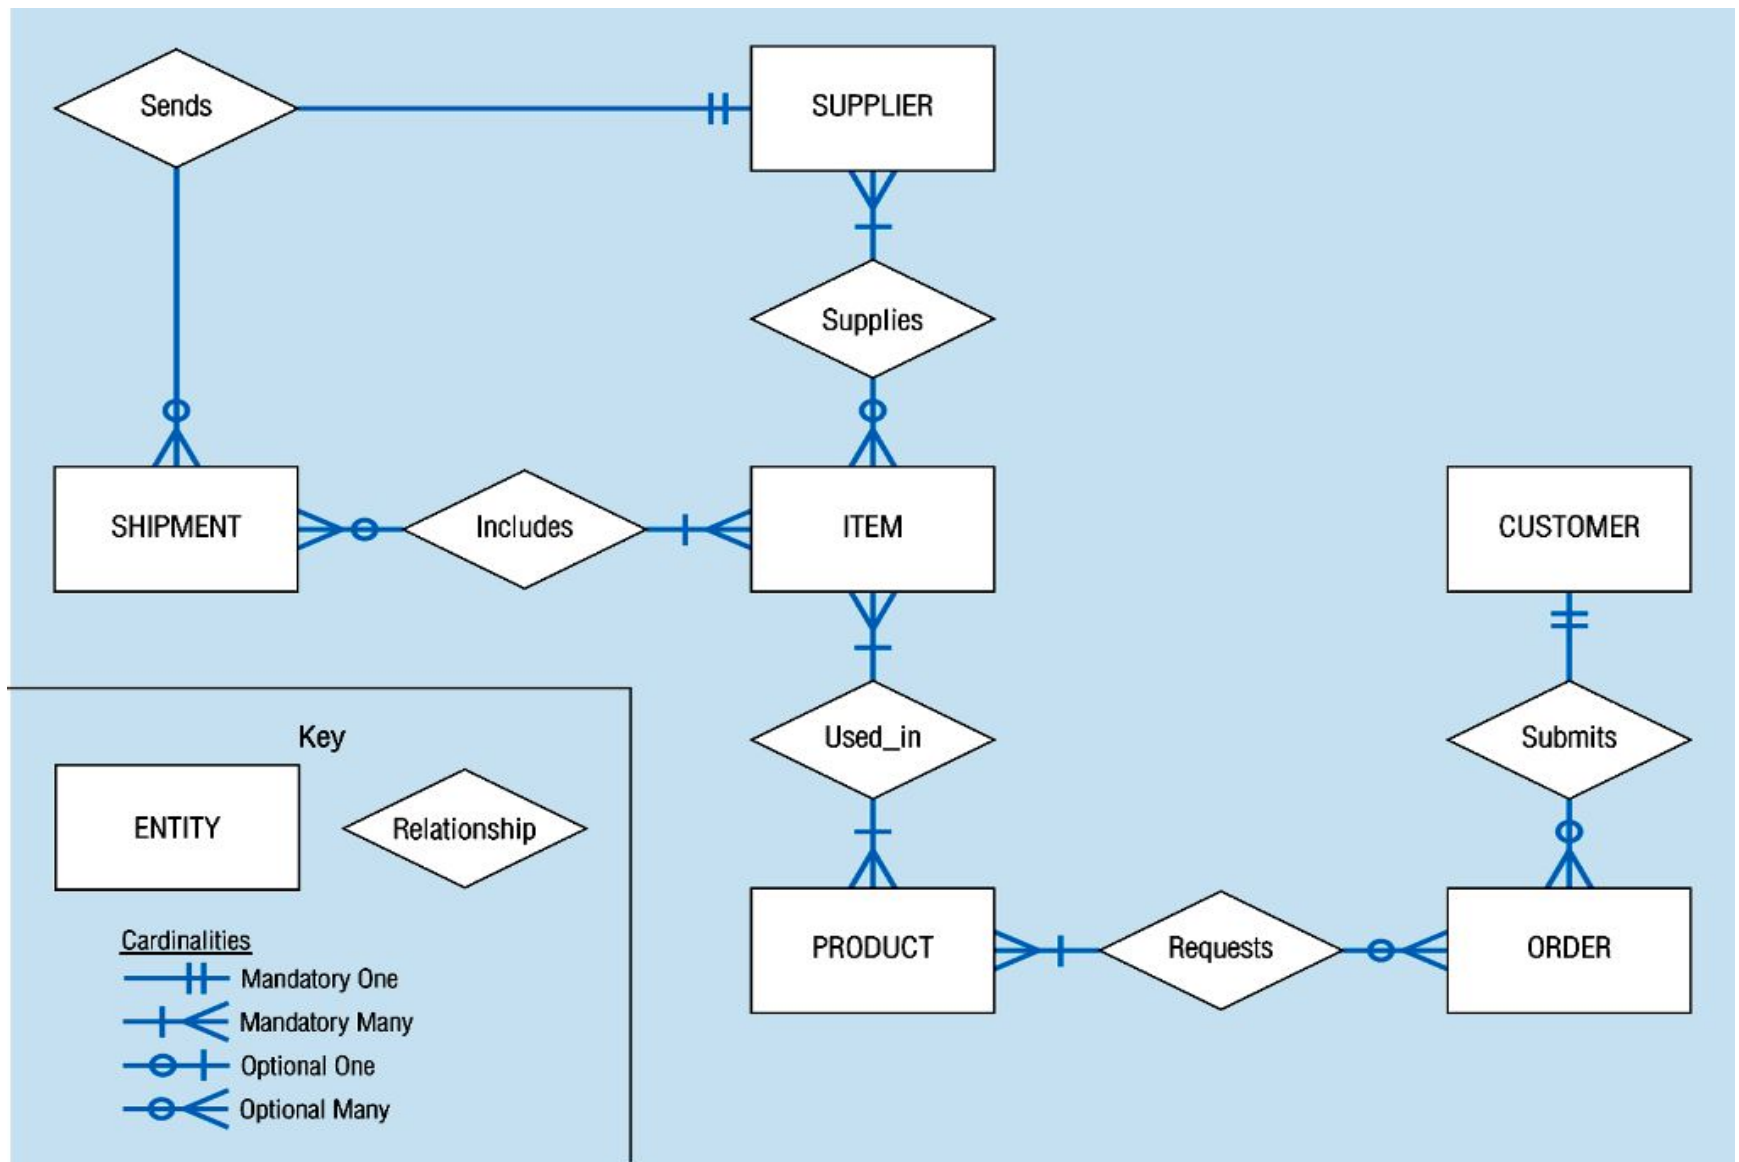 Sends
SUPPLIER
Supplies
SHIPMENT
Includes
ITEM
CUSTOMER
Used_in
Submits
PRODUCT
Requests
ORDER
Key
ENTITY
Relationship
Cardinalities
Mandatory One
Mandatory Many
Optional One
Optional Many